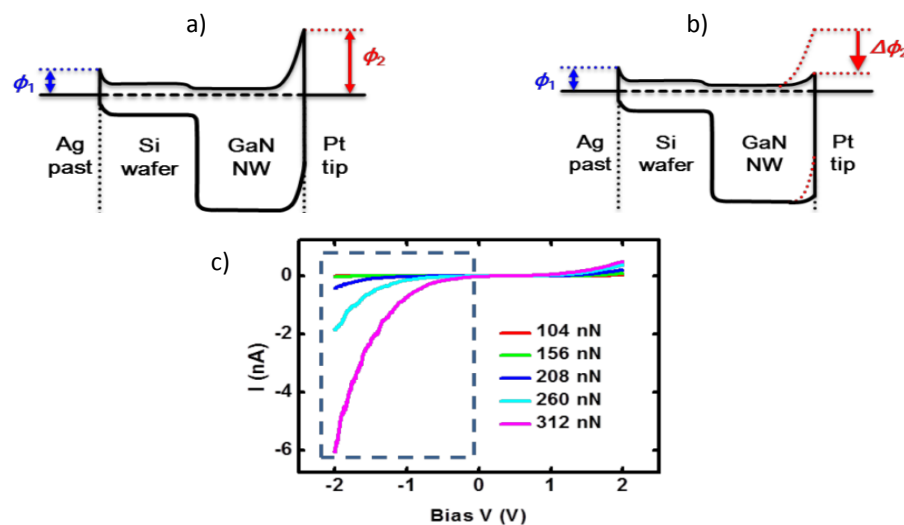 a)
b)
ϕ1
ϕ2
ϕ1
Δϕ2
Ag past
Si wafer
GaN NW
Pt tip
Ag past
Si wafer
GaN NW
Pt tip
c)
0
-2
-4
-6
I (nA)
104 nN
156 nN
208 nN
260 nN
312 nN
-2 -1 0 1 2
Bias V (V)